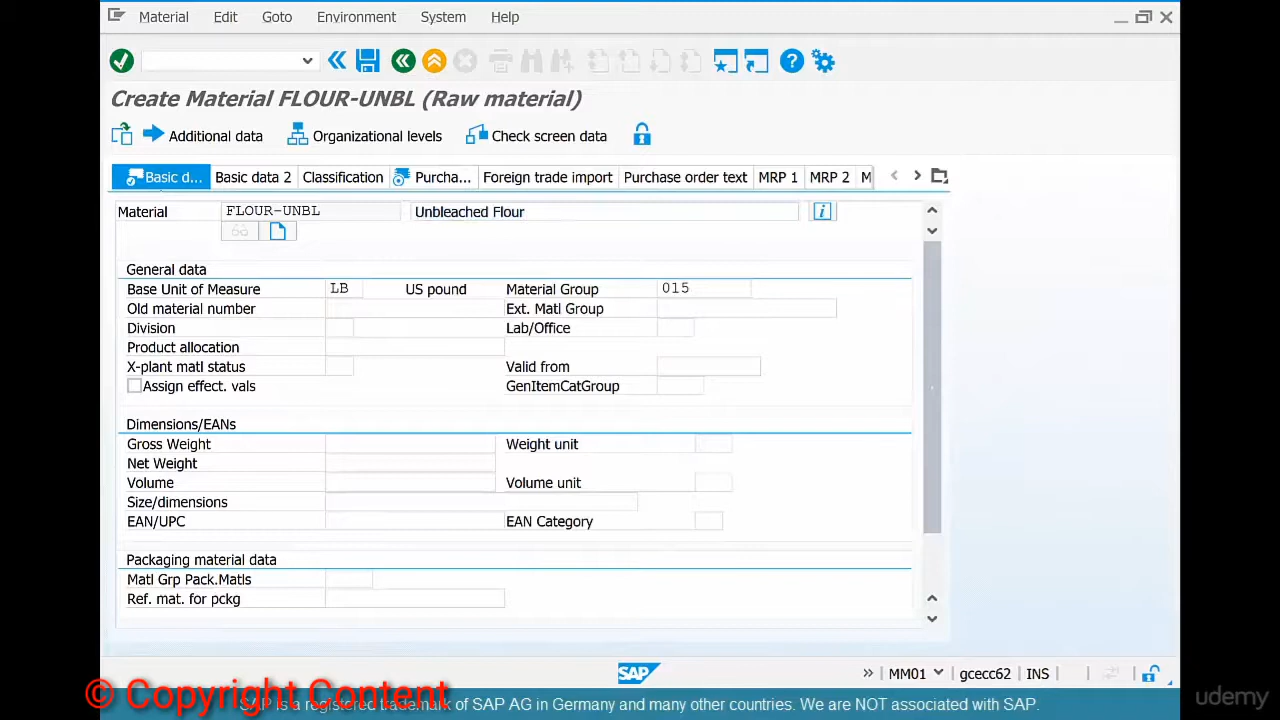 Material Edit Goto Environment System Help
Create Material FLOUR-UNBL (Raw material)
Additional data Organizational levels Check screen data
Basic d... Basic data 2 Classification Purcha... Foreign trade import Purchase order text MRP 1 MRP 2 M
Material FLOUR-UNBL Unbleached Flour
General data
Base Unit of Measure LB US pound Material Group 015
Old material number Ext. Matl Group
Division Lab/Office
Product allocation
X-plant matl status Valid from
Assign effect. vals GenItemCatGroup
Dimensions/EANs
Gross Weight Weight unit
Net Weight
Volume Volume unit
Size/dimensions
EAN/UPC EAN Category
Packaging material data
Matl Grp Pack.Matls
Ref. mat. for pckg
SAP » MM01 gcecc62 INS
© Copyright Content
SAP is a registered trademark of SAP AG in Germany and many other countries. We are NOT associated with SAP.
udemy